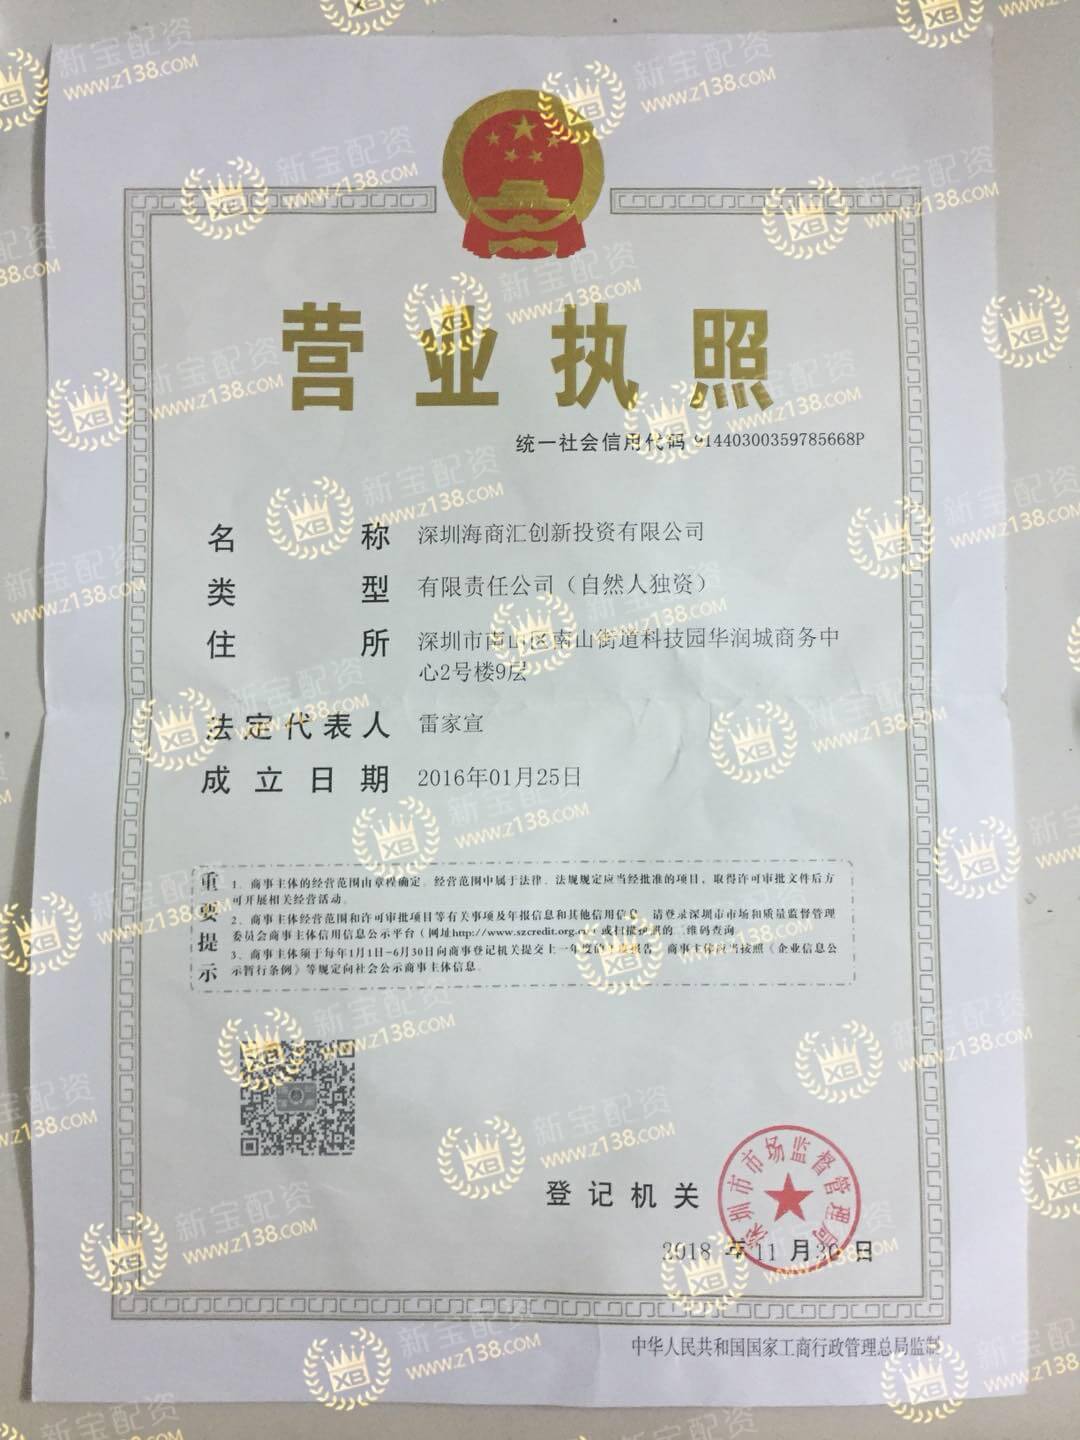 营业执照
统一社会信用代码 91440300359785668P
名称 深圳海商汇创新投资有限公司
类型 有限责任公司（自然人独资）
住所 深圳市南山区南山街道科技园华润城商务中
心2号楼9层
法定代表人 雷家宣
成立日期 2016年01月25日
重要提示
1、商事主体的经营范围由章程确定。经营范围中属于法律、法规规定应当经批准的项目，取得许可审批文件后方
可开展相关经营活动。
2、商事主体经营范围和许可审批项目等有关事项及年报信息和其他信用信息，请登录深圳市市场和质量监督管理
委员会商事主体信用信息公示平台（网址http://www.szcredit.org.cn）或扫描执照的二维码查询。
3、商事主体须于每年1月1日-6月30日向商事登记机关提交上一年度的年度报告。商事主体应当按照《企业信息公
示暂行条例》等规定向社会公示商事主体信息。
登记机关
深圳市市场监督管理局
2018 年 11 月 30 日
中华人民共和国国家工商行政管理总局监制
新宝配资
www.z138.com
XB